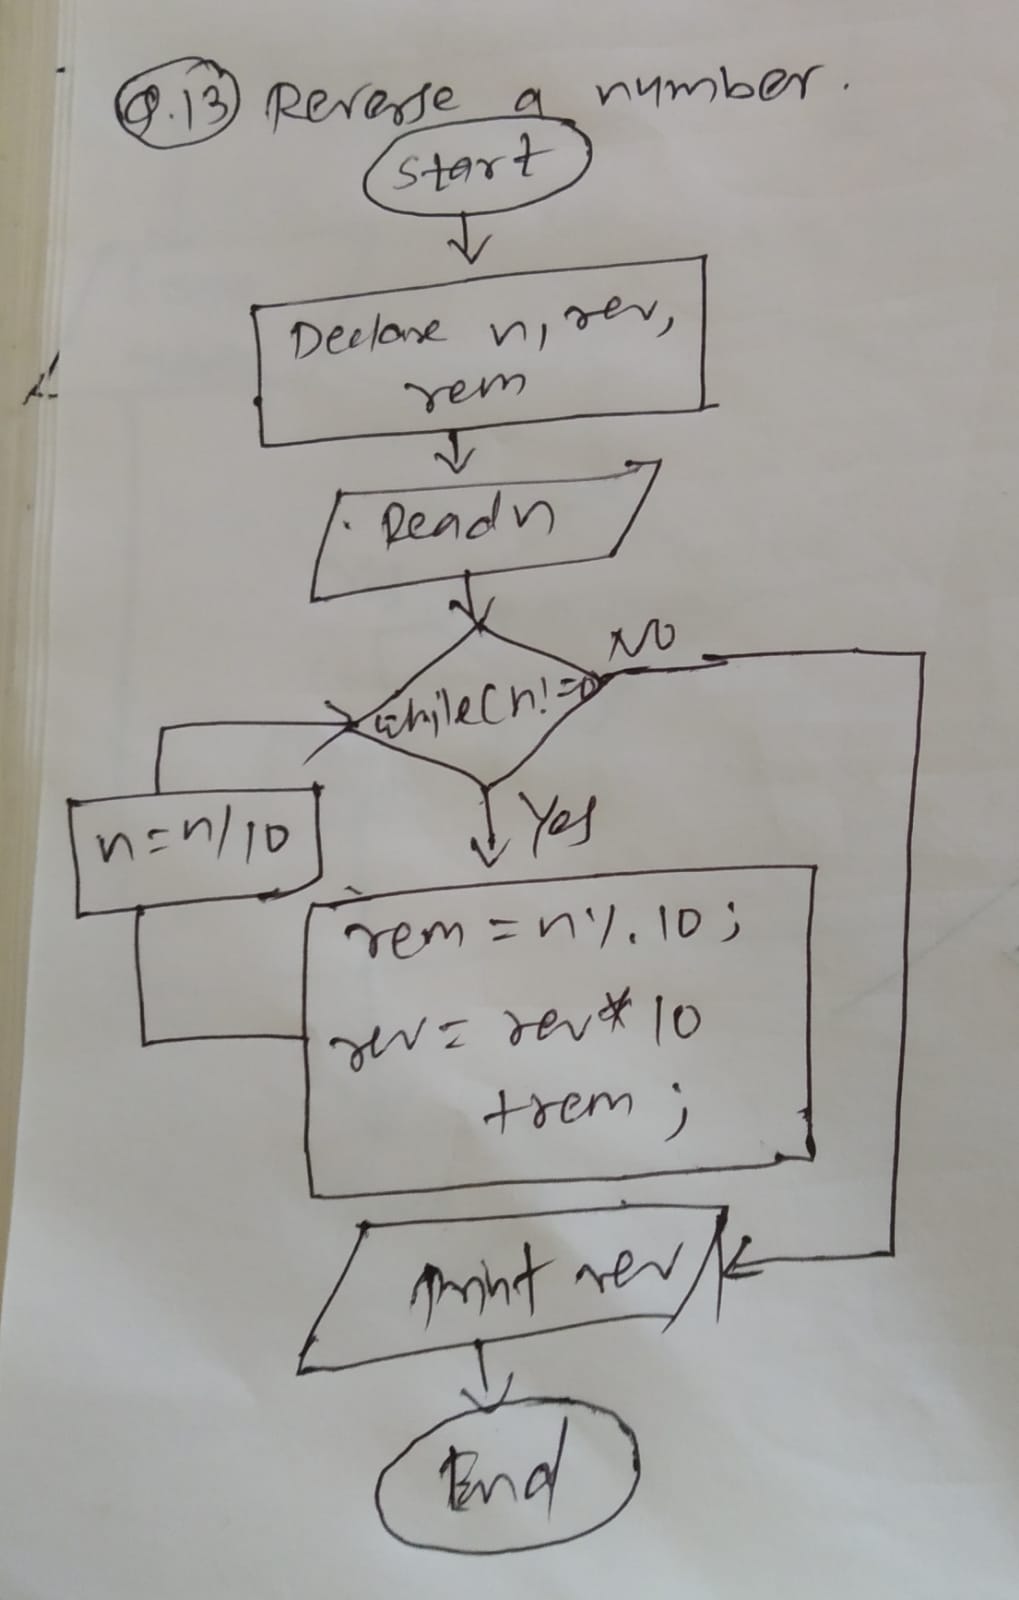 Q.13 Reverse a number.
Start
Declare n, rev,
rem
Read n
while(n!=0
NO
Yes
n=n/10
rem = n%10;
rev = rev*10
+rem;
print rev
End